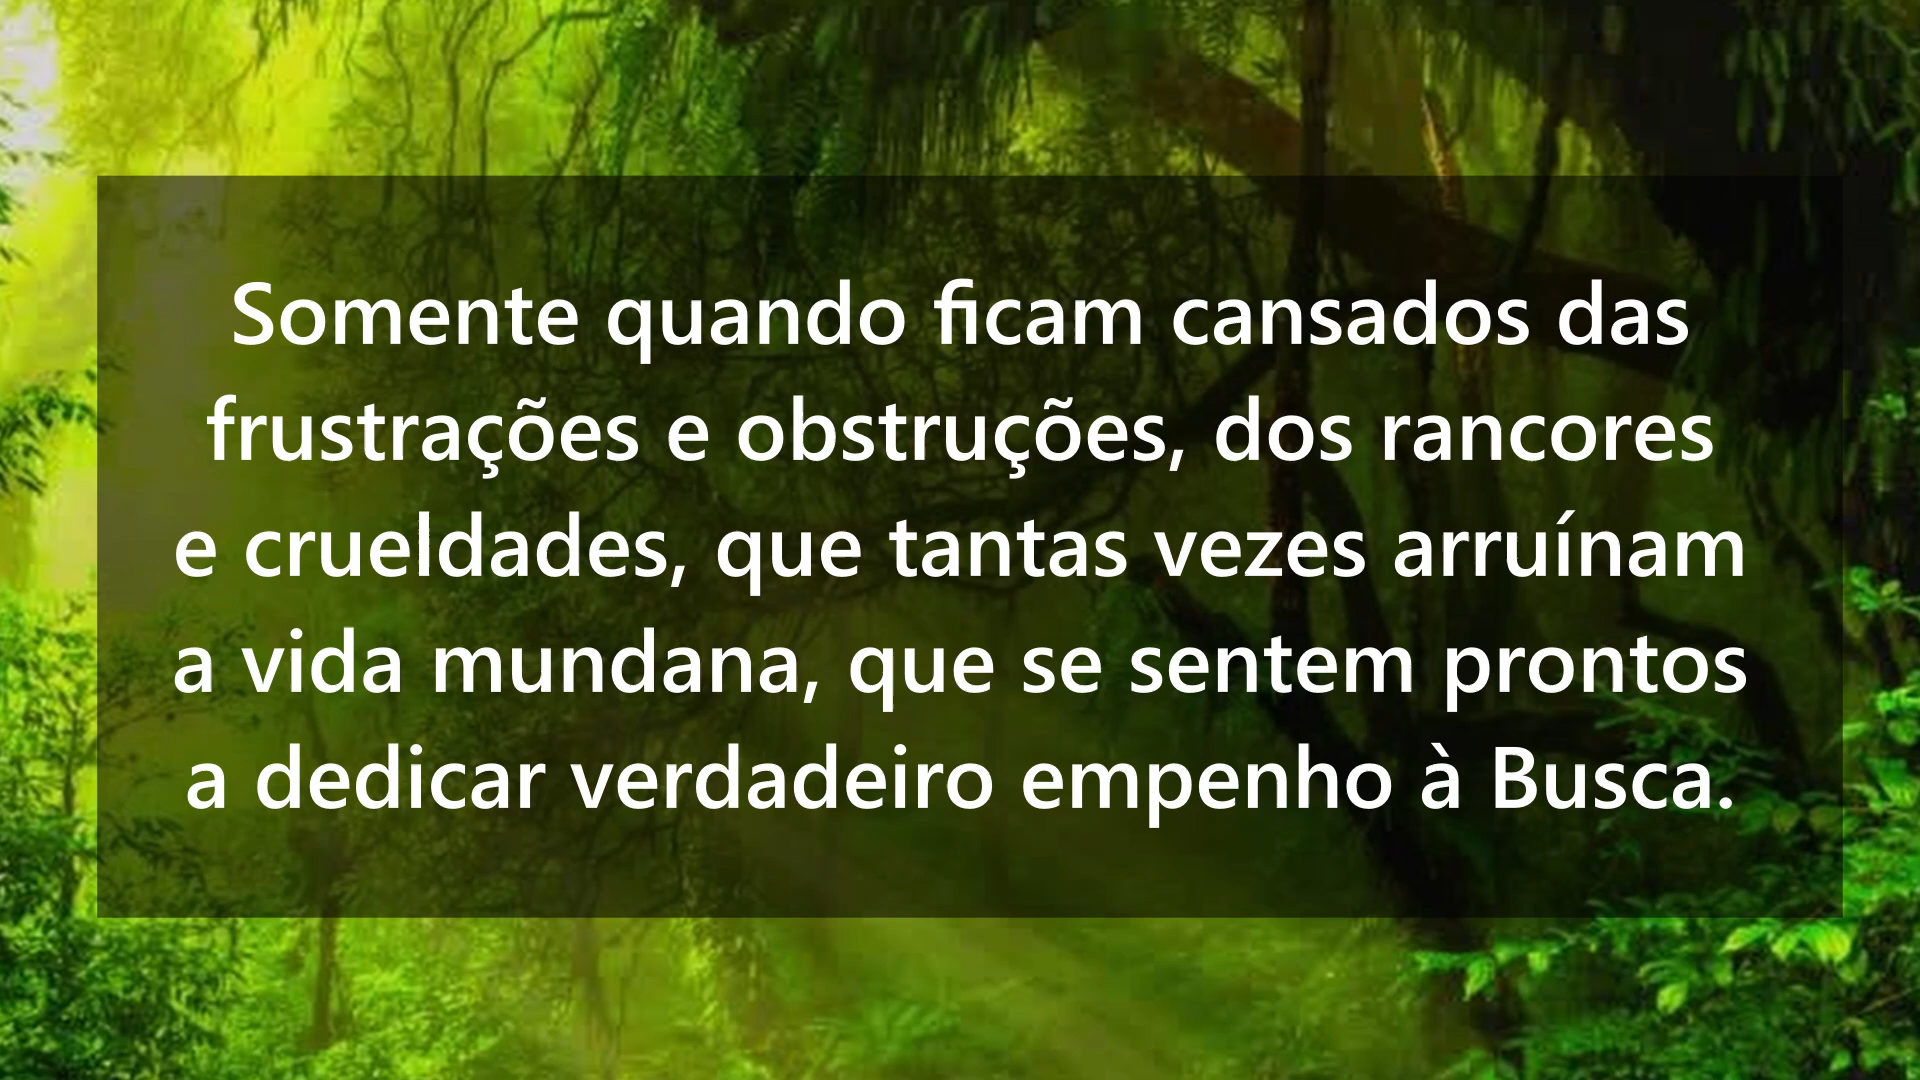 Somente quando ficam cansados das
frustrações e obstruções, dos rancores
e crueldades, que tantas vezes arruínam
a vida mundana, que se sentem prontos
a dedicar verdadeiro empenho à Busca.